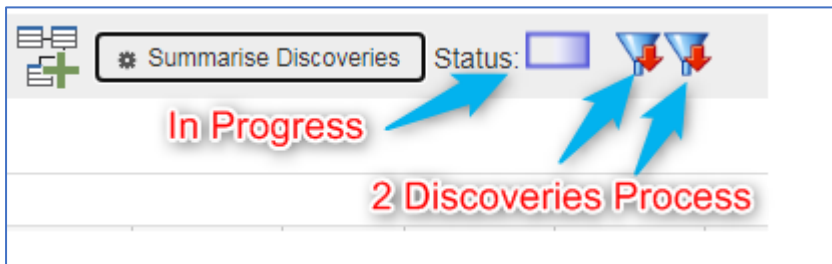 Summarise Discoveries Status:
In Progress
2 Discoveries Process